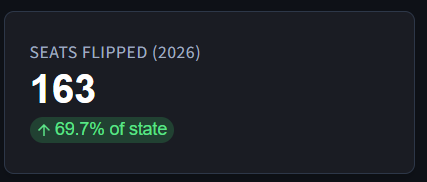 SEATS FLIPPED (2026)
163
↑ 69.7% of state